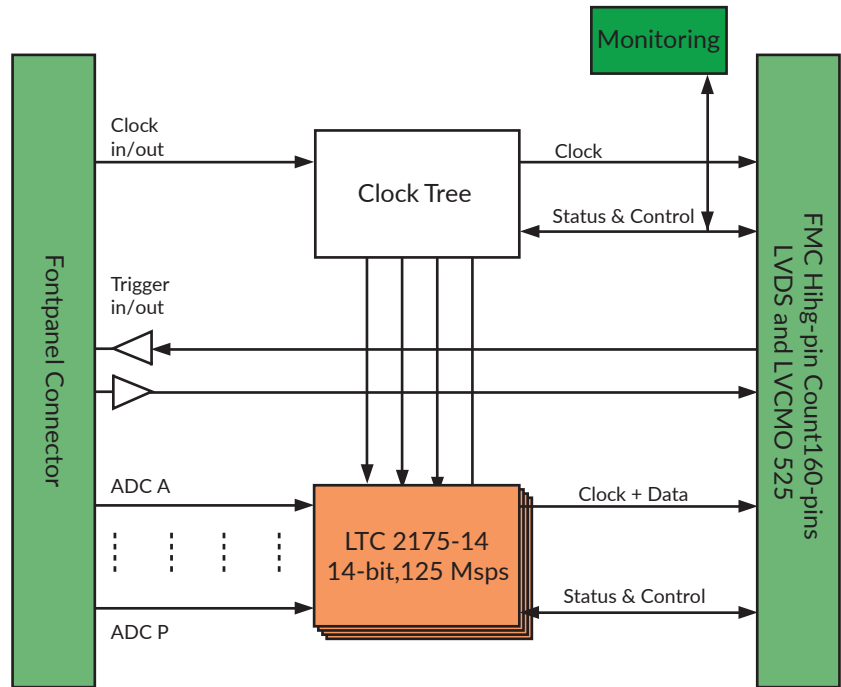 Monitoring
Clock
in/out
Clock Tree
Clock
Status & Control
Fontpanel Connector
Trigger
in/out
FMC Hihg-pin Count160-pins
LVDS and LVCMO 525
ADC A
LTC 2175-14
14-bit,125 Msps
Clock + Data
Status & Control
ADC P